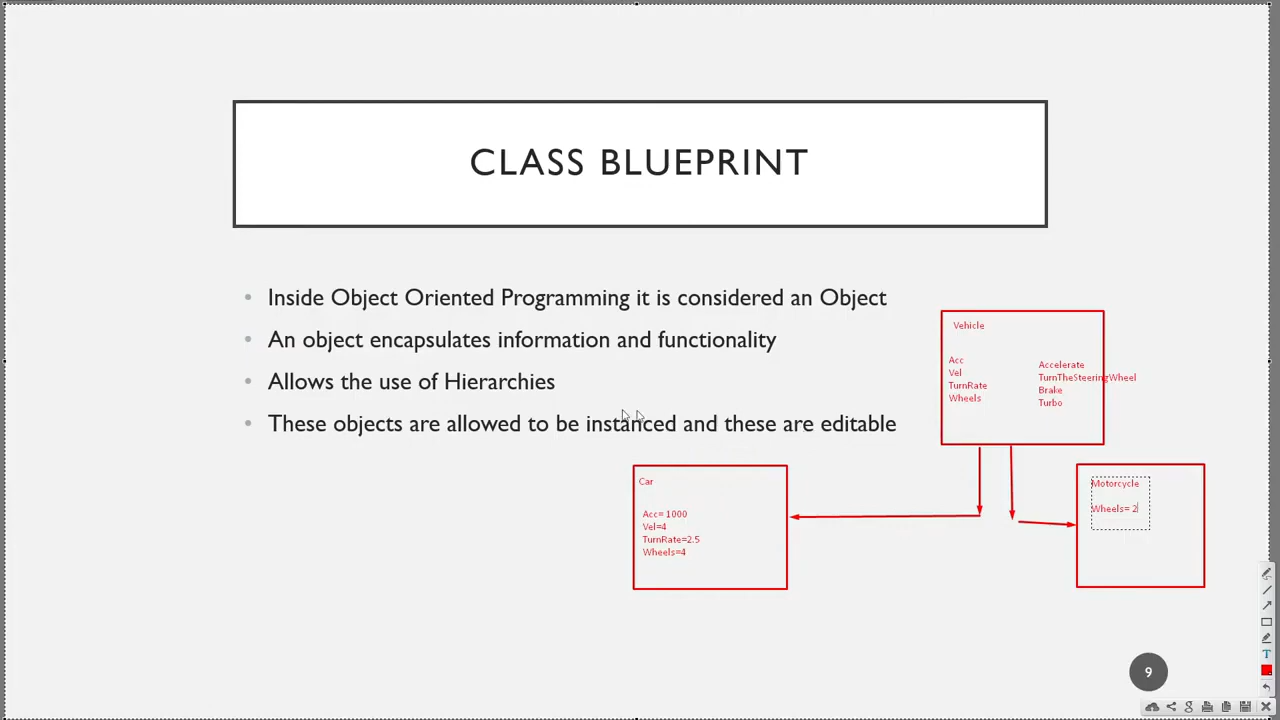 CLASS BLUEPRINT
• Inside Object Oriented Programming it is considered an Object
• An object encapsulates information and functionality
• Allows the use of Hierarchies
• These objects are allowed to be instanced and these are editable
Vehicle
Acc
Vel
TurnRate
Wheels
Accelerate
TurnTheSteeringWheel
Brake
Turbo
Car
Acc= 1000
Vel=4
TurnRate=2.5
Wheels=4
Motorcycle
Wheels= 2
9